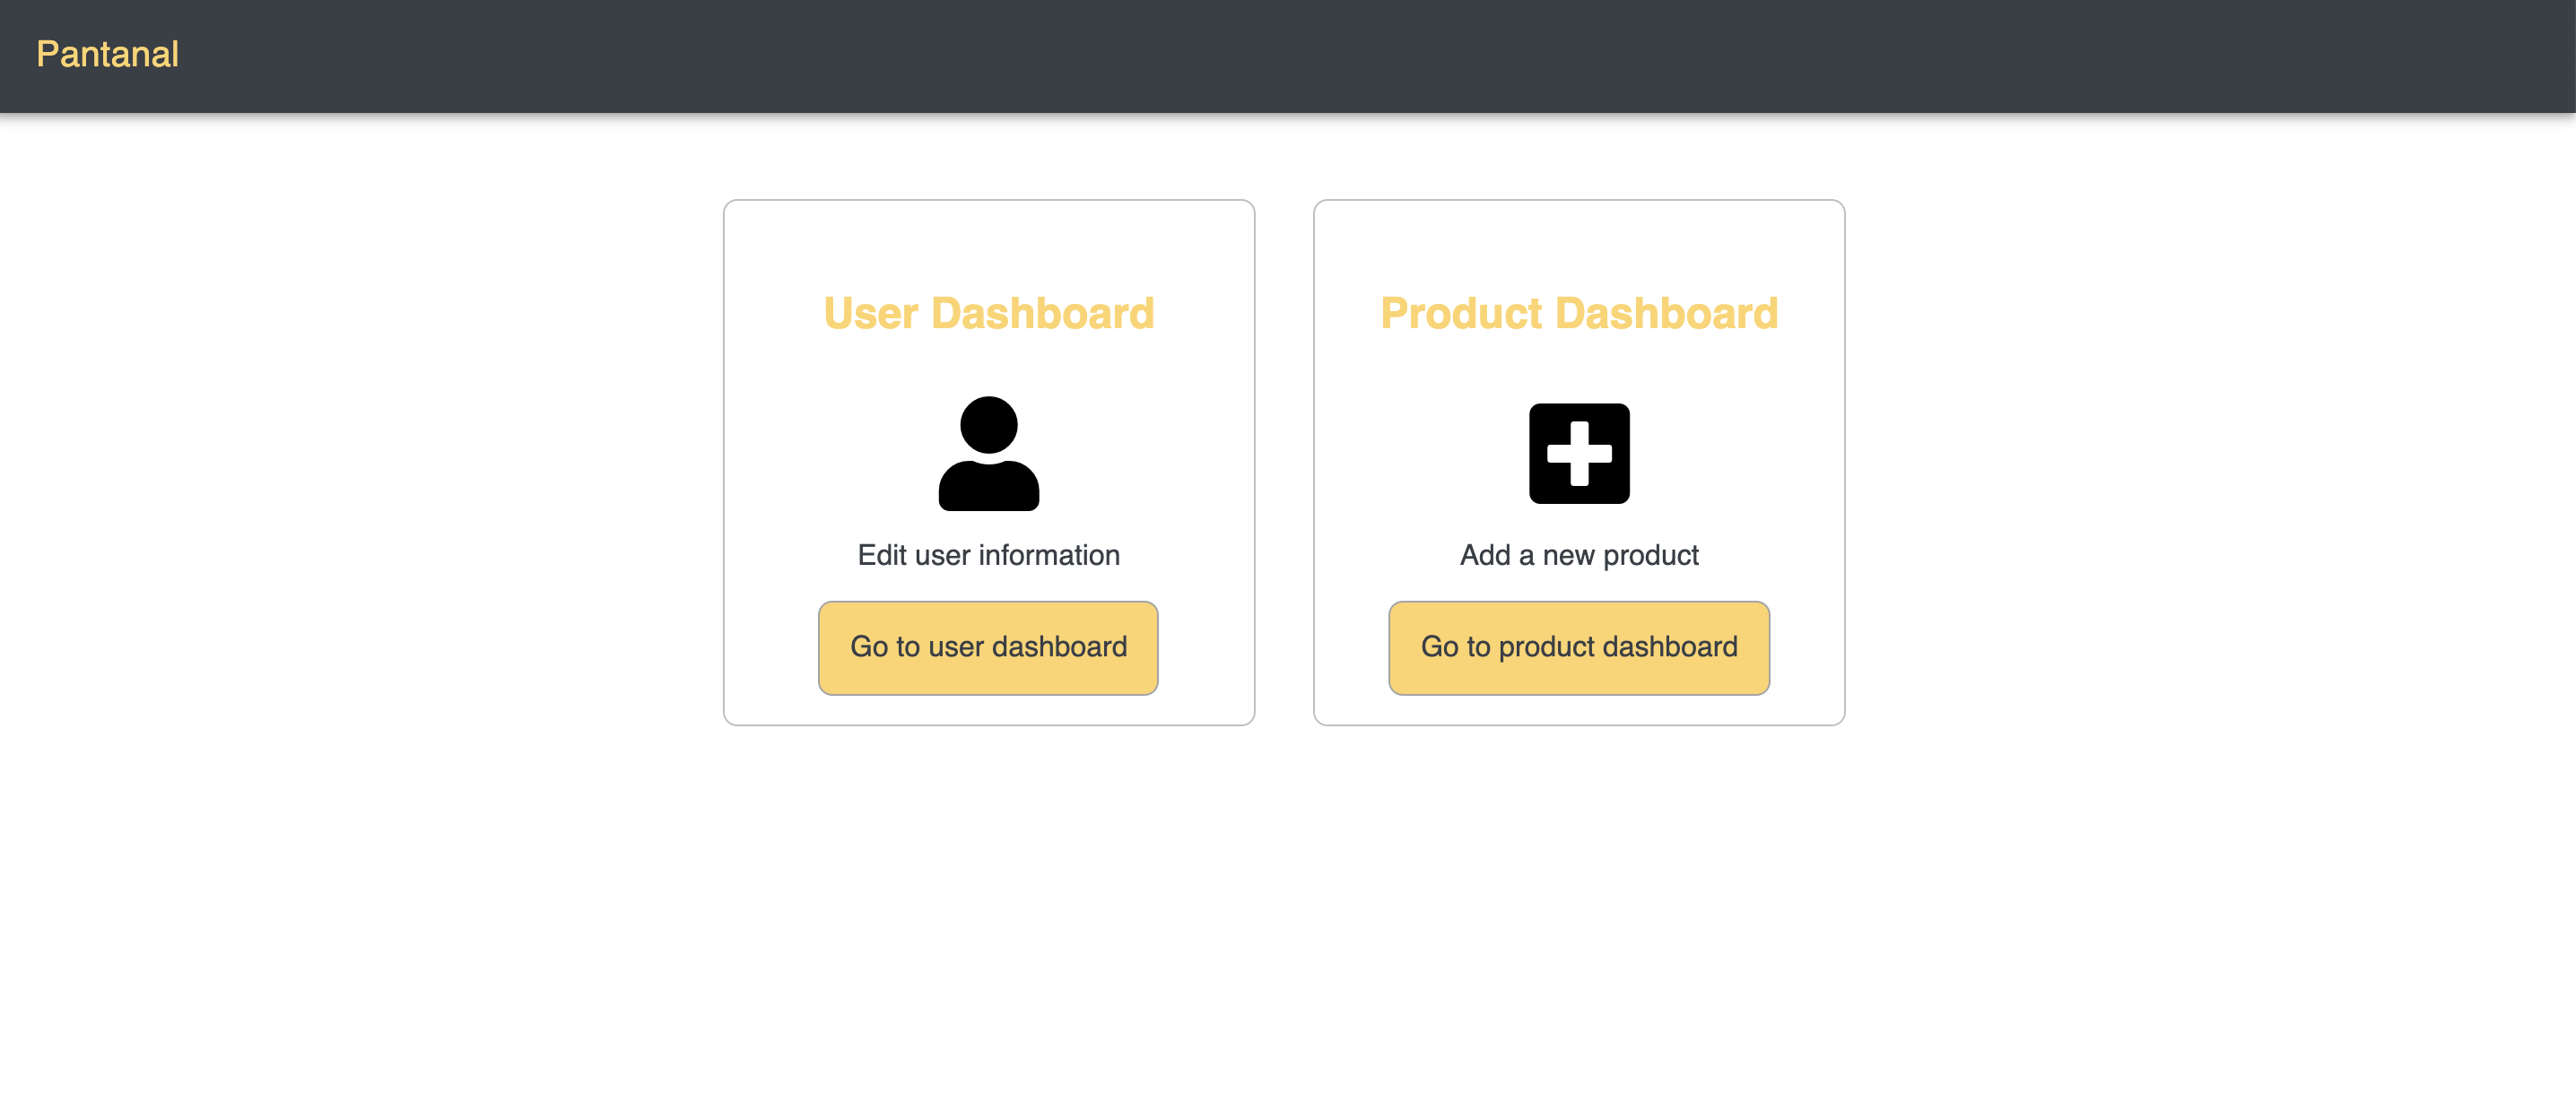 Pantanal
User Dashboard
Edit user information
Go to user dashboard
Product Dashboard
Add a new product
Go to product dashboard